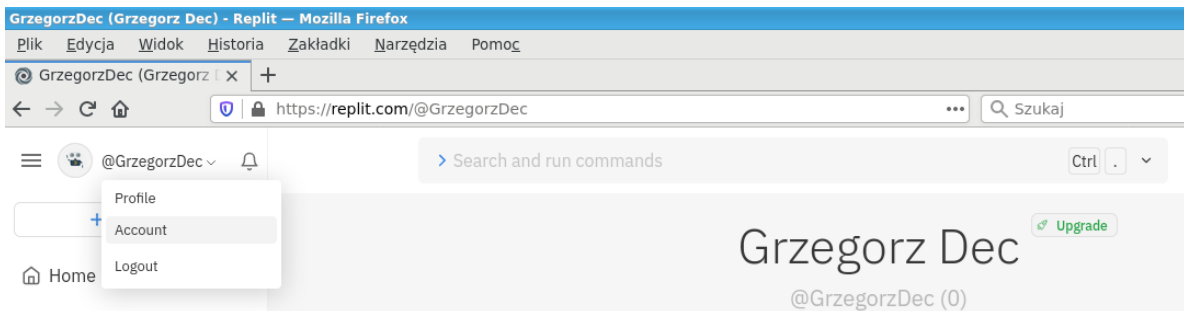 GrzegorzDec (Grzegorz Dec) - Replit — Mozilla Firefox
Plik Edycja Widok Historia Zakładki Narzędzia Pomoc
GrzegorzDec (Grzegorz
https://replit.com/@GrzegorzDec Szukaj
@GrzegorzDec Search and run commands Ctrl .
Profile
+ Account
Logout
Home
Grzegorz Dec Upgrade
@GrzegorzDec (0)